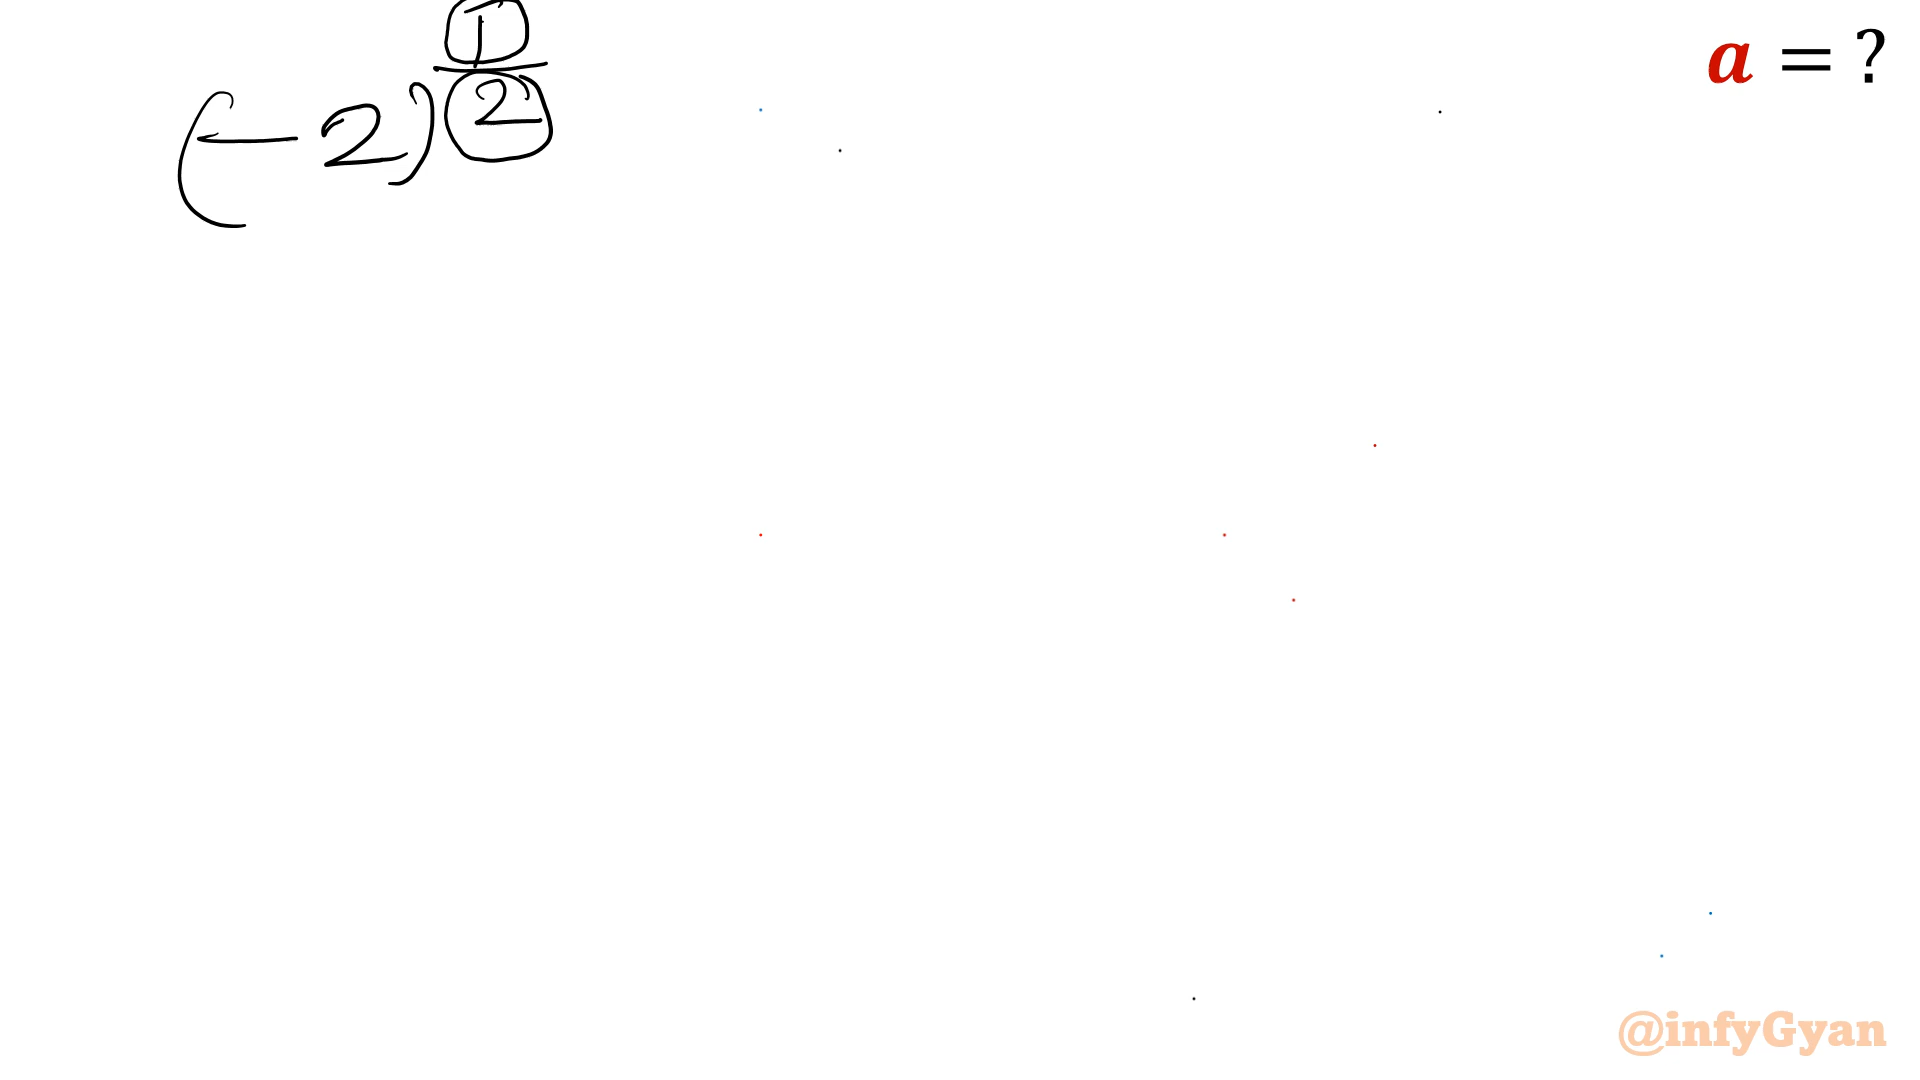 (-2)^(1/2)
a = ?
@infyGyan